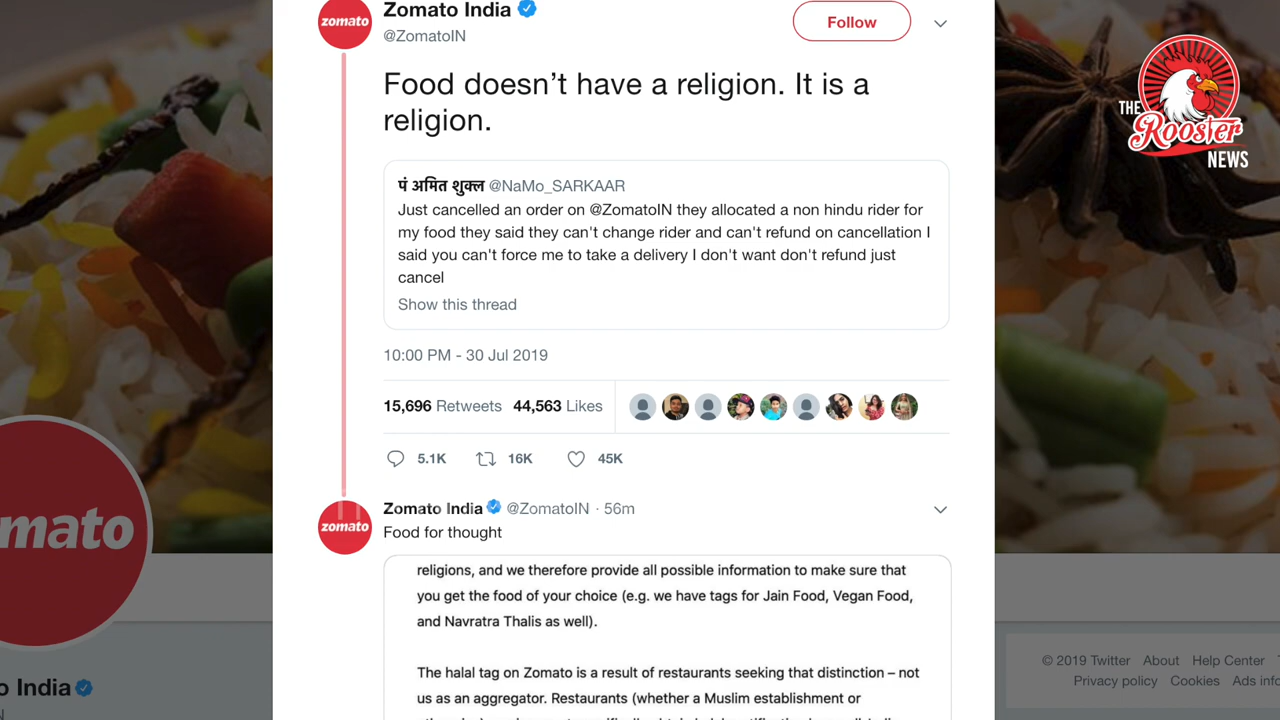 zomato
Zomato India
@ZomatoIN
Follow
Food doesn’t have a religion. It is a
religion.
पं अमित शुक्ल @NaMo_SARKAAR
Just cancelled an order on @ZomatoIN they allocated a non hindu rider for
my food they said they can't change rider and can't refund on cancellation I
said you can't force me to take a delivery I don't want don't refund just
cancel
Show this thread
10:00 PM - 30 Jul 2019
15,696 Retweets 44,563 Likes
5.1K 16K 45K
zomato
Zomato India @ZomatoIN · 56m
Food for thought
religions, and we therefore provide all possible information to make sure that
you get the food of your choice (e.g. we have tags for Jain Food, Vegan Food,
and Navratra Thalis as well).
The halal tag on Zomato is a result of restaurants seeking that distinction – not
us as an aggregator. Restaurants (whether a Muslim establishment or
THE
Rooster
NEWS
mato
o India
© 2019 Twitter About Help Center
Privacy policy Cookies Ads info